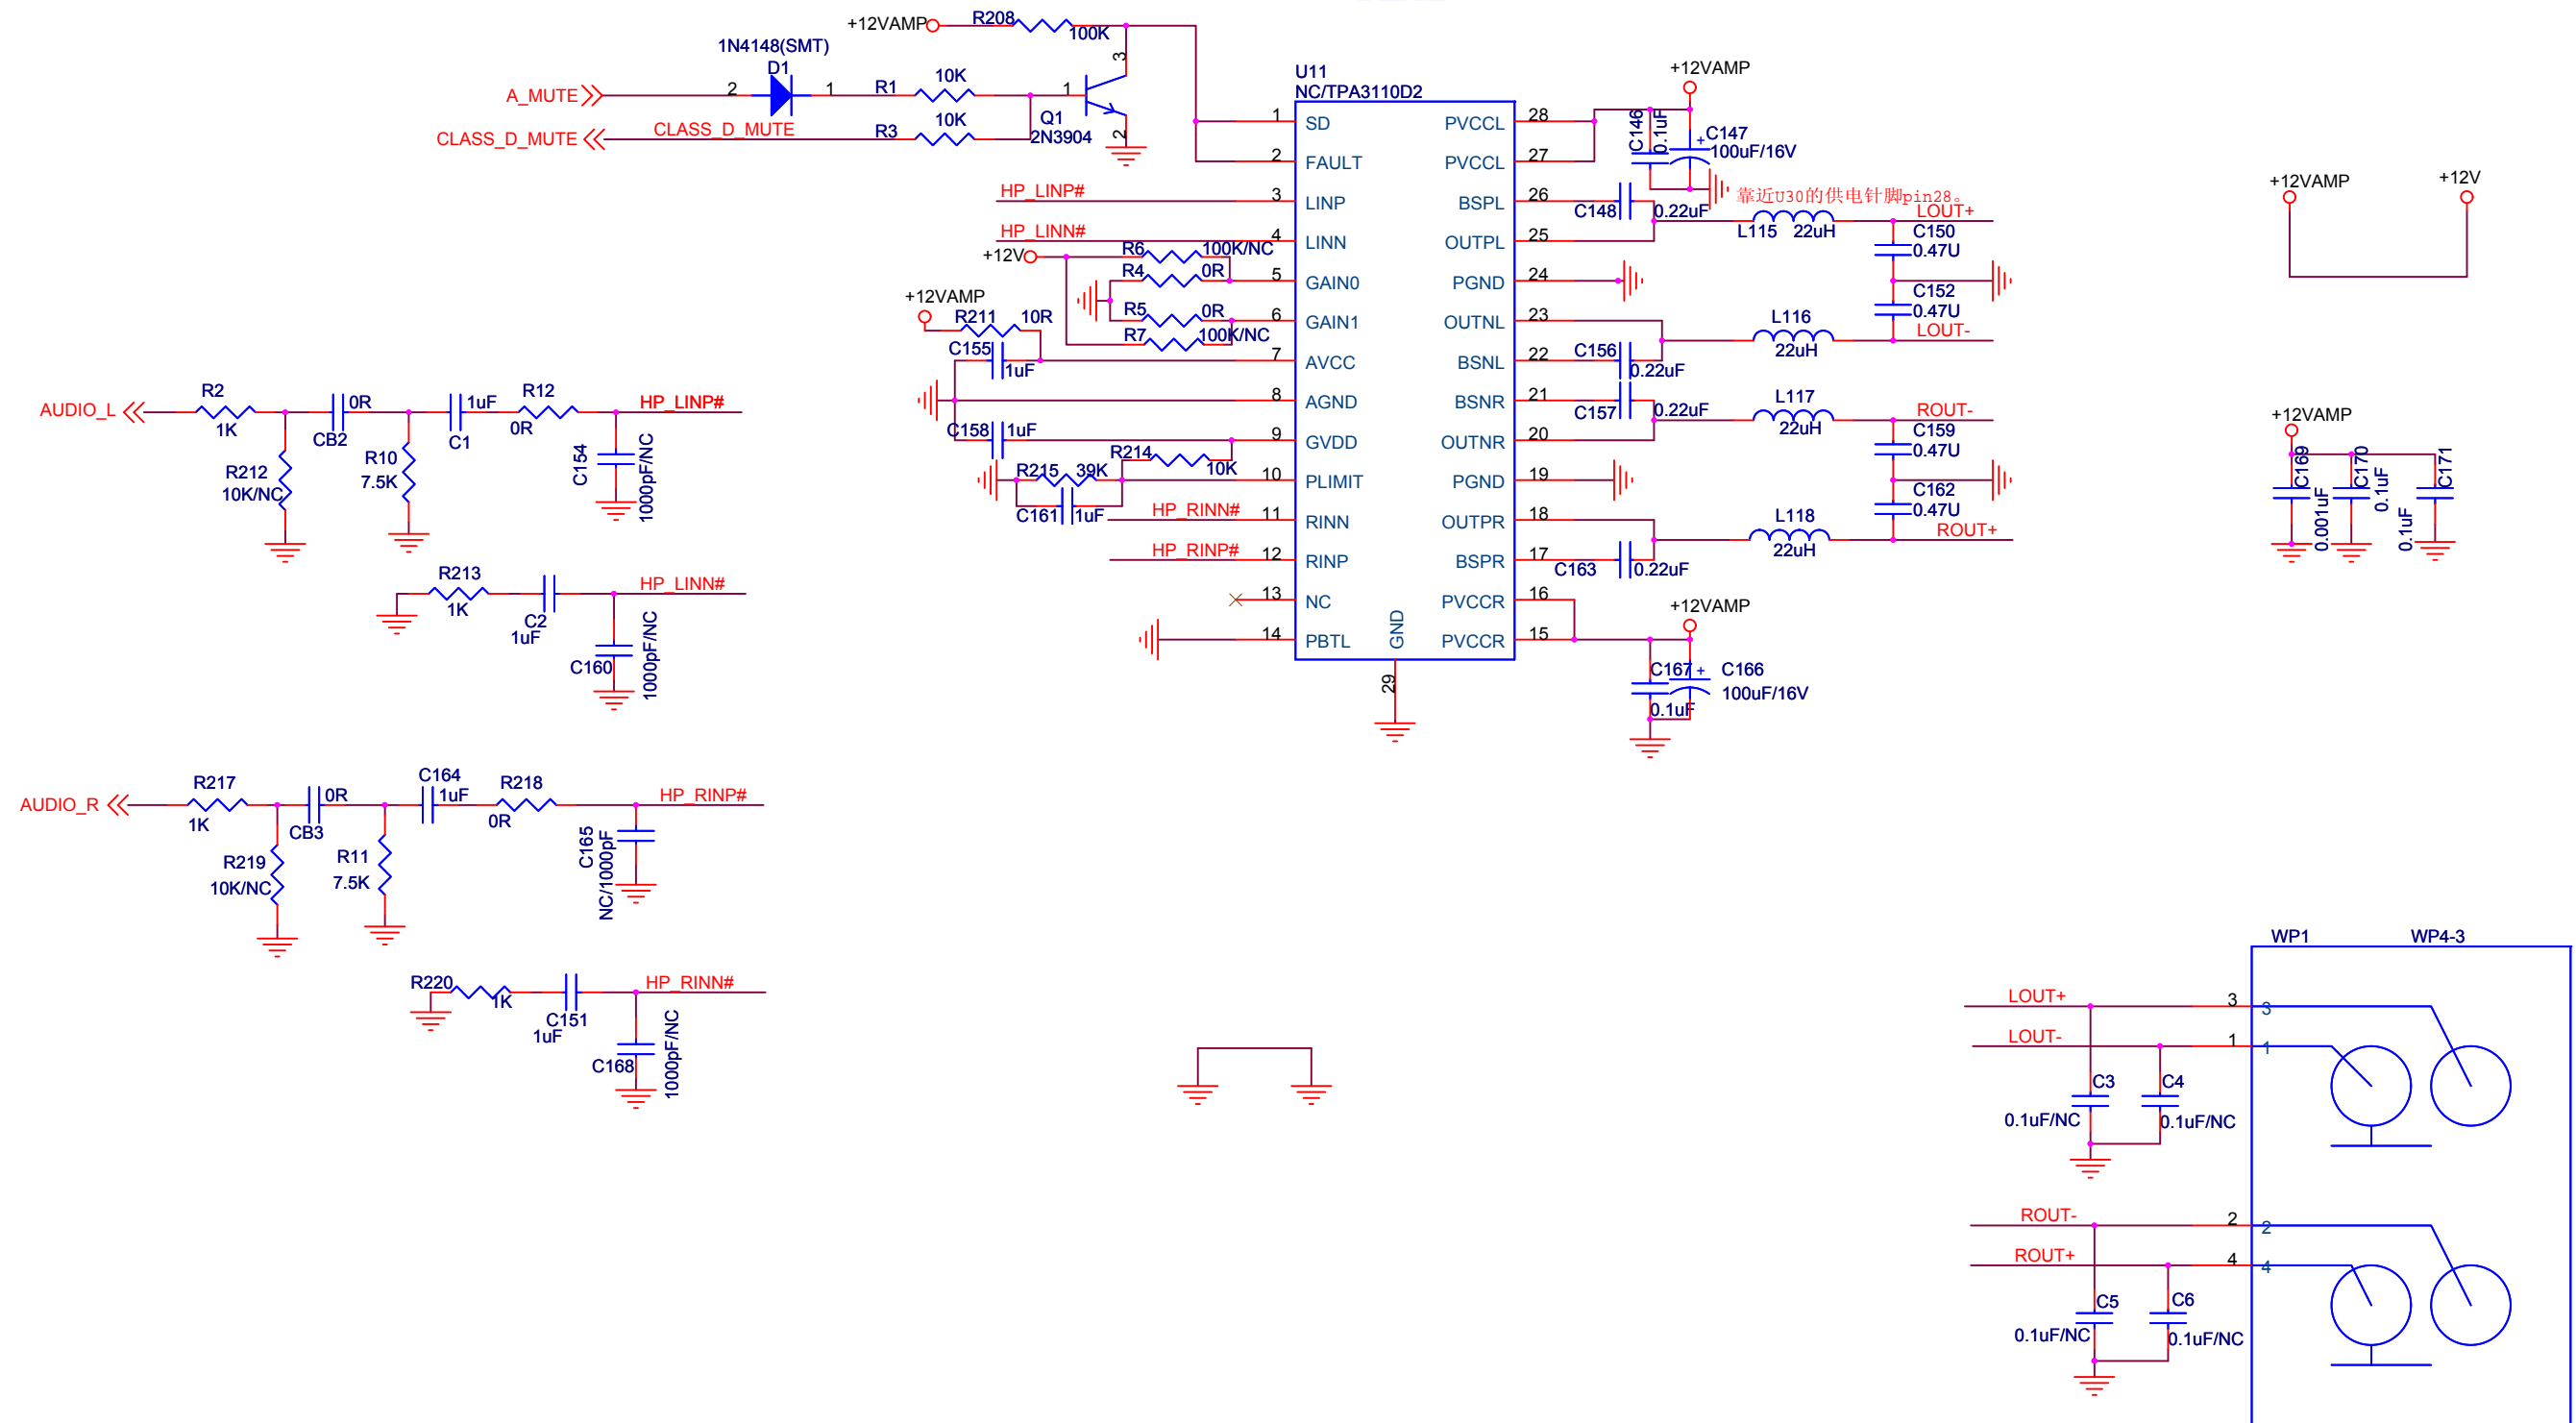 +12VAMP
R208
100K
3
1N4148(SMT)
D1
A_MUTE
2
1
R1
10K
1
Q1
2N3904
2
CLASS_D_MUTE
CLASS_D_MUTE
R3
10K
U11
NC/TPA3110D2
1
SD
2
FAULT
HP_LINP#
3
LINP
HP_LINN#
4
LINN
+12V
R6
100K/NC
R4
0R
5
GAIN0
R5
0R
6
GAIN1
R7
100K/NC
+12VAMP
R211
10R
C155
1uF
7
AVCC
8
AGND
C158
1uF
9
GVDD
R214
10K
R215
39K
10
PLIMIT
C161
1uF
HP_RINN#
11
RINN
HP_RINP#
12
RINP
13
NC
14
PBTL
GND
29
PVCCL
28
PVCCL
27
BSPL
26
OUTPL
25
PGND
24
OUTNL
23
BSNL
22
BSNR
21
OUTNR
20
PGND
19
OUTPR
18
BSPR
17
PVCCR
16
PVCCR
15
+12VAMP
C146
0.1uF
+
C147
100uF/16V
靠近U30的供电针脚pin28。
C148
0.22uF
L115
22uH
LOUT+
C150
0.47U
C152
0.47U
L116
22uH
LOUT-
C156
0.22uF
C157
0.22uF
L117
22uH
ROUT-
C159
0.47U
C162
0.47U
L118
22uH
ROUT+
C163
0.22uF
+12VAMP
C167
0.1uF
+
C166
100uF/16V
+12VAMP
+12V
+12VAMP
C169
0.001uF
C170
0.1uF
C171
0.1uF
AUDIO_L
R2
1K
R212
10K/NC
0R
CB2
R10
7.5K
1uF
C1
R12
0R
HP_LINP#
C154
1000pF/NC
R213
1K
C2
1uF
HP_LINN#
C160
1000pF/NC
AUDIO_R
R217
1K
R219
10K/NC
0R
CB3
R11
7.5K
C164
1uF
R218
0R
HP_RINP#
C165
NC/1000pF
R220
1K
C151
1uF
HP_RINN#
C168
1000pF/NC
WP1
WP4-3
LOUT+
3
3
LOUT-
1
1
C3
0.1uF/NC
C4
0.1uF/NC
ROUT-
2
2
ROUT+
4
4
C5
0.1uF/NC
C6
0.1uF/NC